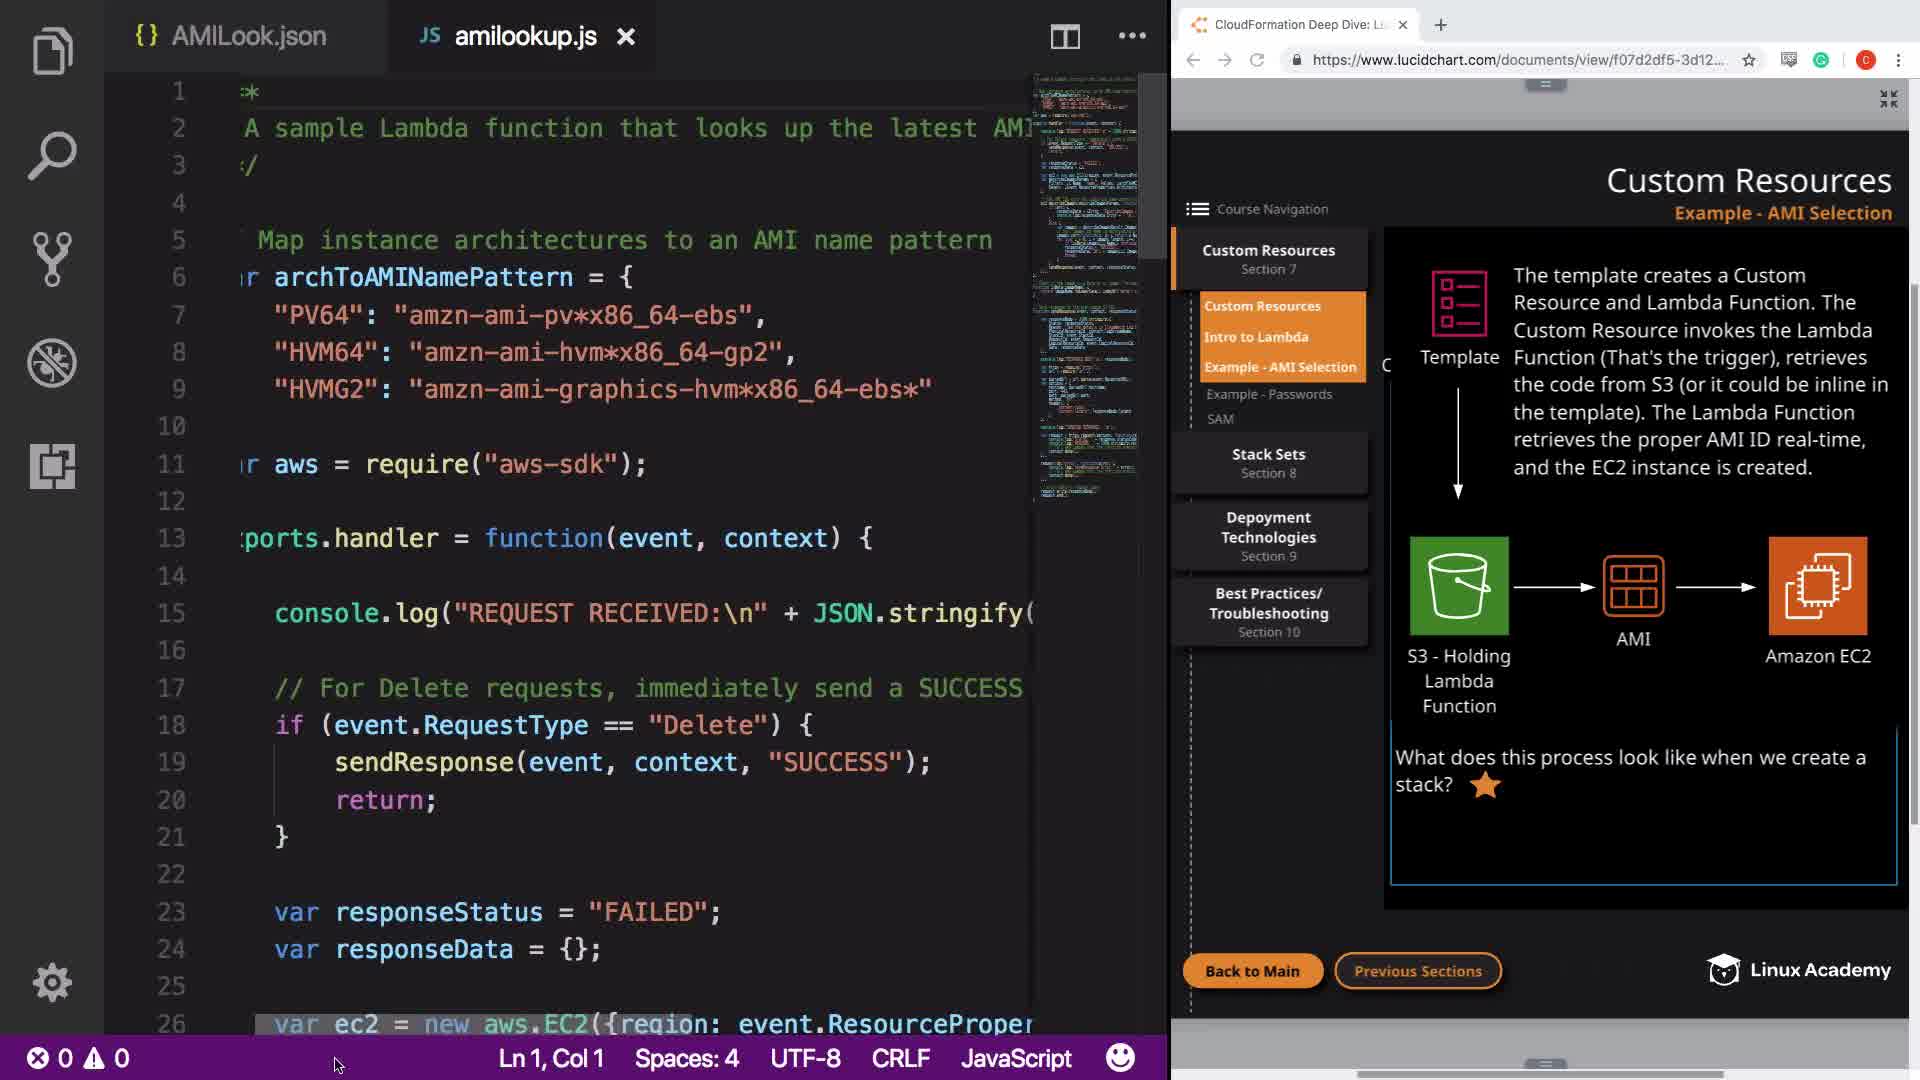 AMILook.json
JS amilookup.js
1 *
2 A sample Lambda function that looks up the latest AMI
3 /
4
5 Map instance architectures to an AMI name pattern
6 r archToAMINamePattern = {
7 "PV64": "amzn-ami-pv*x86_64-ebs",
8 "HVM64": "amzn-ami-hvm*x86_64-gp2",
9 "HVMG2": "amzn-ami-graphics-hvm*x86_64-ebs*"
10
11 r aws = require("aws-sdk");
12
13 ports.handler = function(event, context) {
14
15 console.log("REQUEST RECEIVED:\n" + JSON.stringify(
16
17 // For Delete requests, immediately send a SUCCESS
18 if (event.RequestType == "Delete") {
19 sendResponse(event, context, "SUCCESS");
20 return;
21 }
22
23 var responseStatus = "FAILED";
24 var responseData = {};
25
26 var ec2 = new aws.EC2({region: event.ResourceProper
0 0
Ln 1, Col 1
Spaces: 4
UTF-8
CRLF
JavaScript
CloudFormation Deep Dive:
https://www.lucidchart.com/documents/view/f07d2df5-3d12...
C
Custom Resources
Example - AMI Selection
Course Navigation
Custom Resources
Section 7
Custom Resources
Intro to Lambda
Example - AMI Selection
Example - Passwords
SAM
Stack Sets
Section 8
Depoyment
Technologies
Section 9
Best Practices/
Troubleshooting
Section 10
Template
The template creates a Custom
Resource and Lambda Function. The
Custom Resource invokes the Lambda
Function (That's the trigger), retrieves
the code from S3 (or it could be inline in
the template). The Lambda Function
retrieves the proper AMI ID real-time,
and the EC2 instance is created.
S3 - Holding
Lambda
Function
AMI
Amazon EC2
What does this process look like when we create a
stack?
Back to Main
Previous Sections
Linux Academy